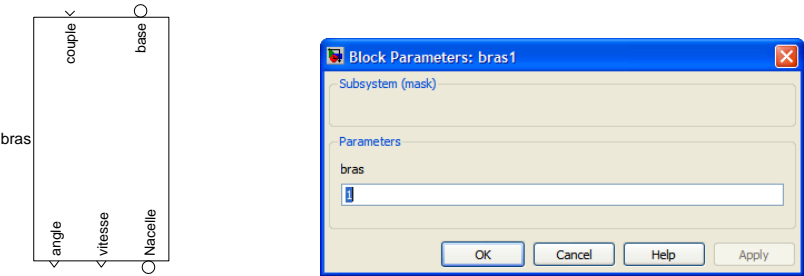 couple
base
bras
angle
vitesse
Nacelle
Block Parameters: bras1
Subsystem (mask)
Parameters
bras
1
OK
Cancel
Help
Apply